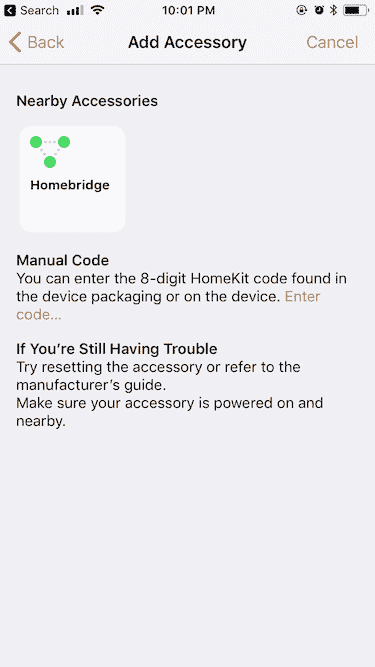 Search 10:01 PM
Back Add Accessory Cancel
Nearby Accessories
Homebridge
Manual Code
You can enter the 8-digit HomeKit code found in
the device packaging or on the device. Enter
code...
If You’re Still Having Trouble
Try resetting the accessory or refer to the
manufacturer’s guide.
Make sure your accessory is powered on and
nearby.